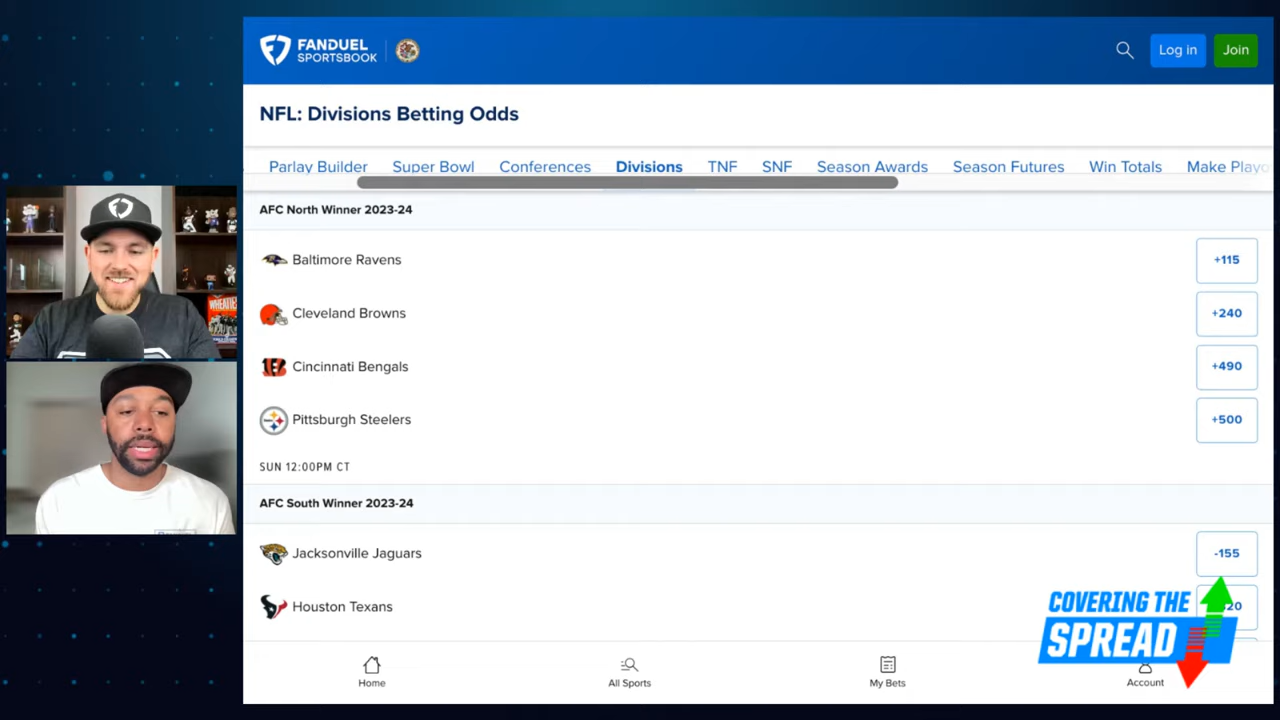 FANDUEL
SPORTSBOOK
Log in
Join
NFL: Divisions Betting Odds
Parlay Builder Super Bowl Conferences Divisions TNF SNF Season Awards Season Futures Win Totals Make Playo
AFC North Winner 2023-24
Baltimore Ravens +115
Cleveland Browns +240
Cincinnati Bengals +490
Pittsburgh Steelers +500
SUN 12:00PM CT
AFC South Winner 2023-24
Jacksonville Jaguars -155
Houston Texans
COVERING THE
SPREAD
Home All Sports My Bets Account
WHEATIES